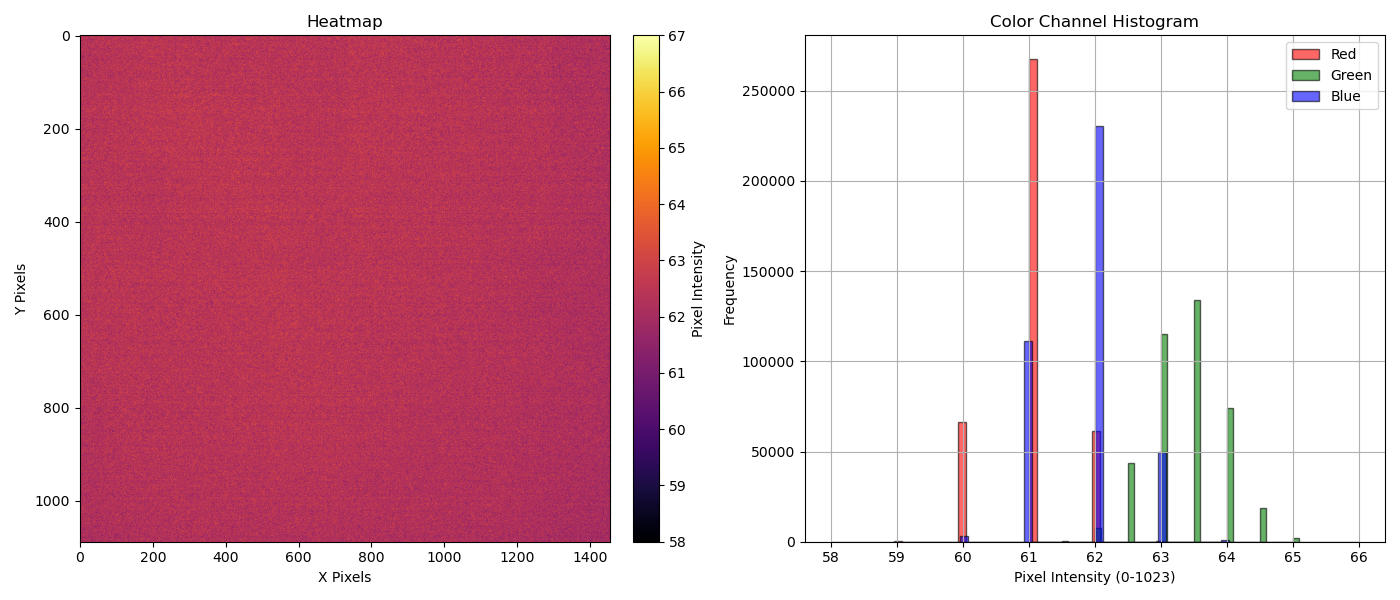 Heatmap
0
200
400
600
800
1000
Y Pixels
0 200 400 600 800 1000 1200 1400
X Pixels
67
66
65
64
63
62
61
60
59
58
Pixel Intensity
Color Channel Histogram
Red
Green
Blue
250000
200000
150000
100000
50000
0
Frequency
58 59 60 61 62 63 64 65 66
Pixel Intensity (0-1023)